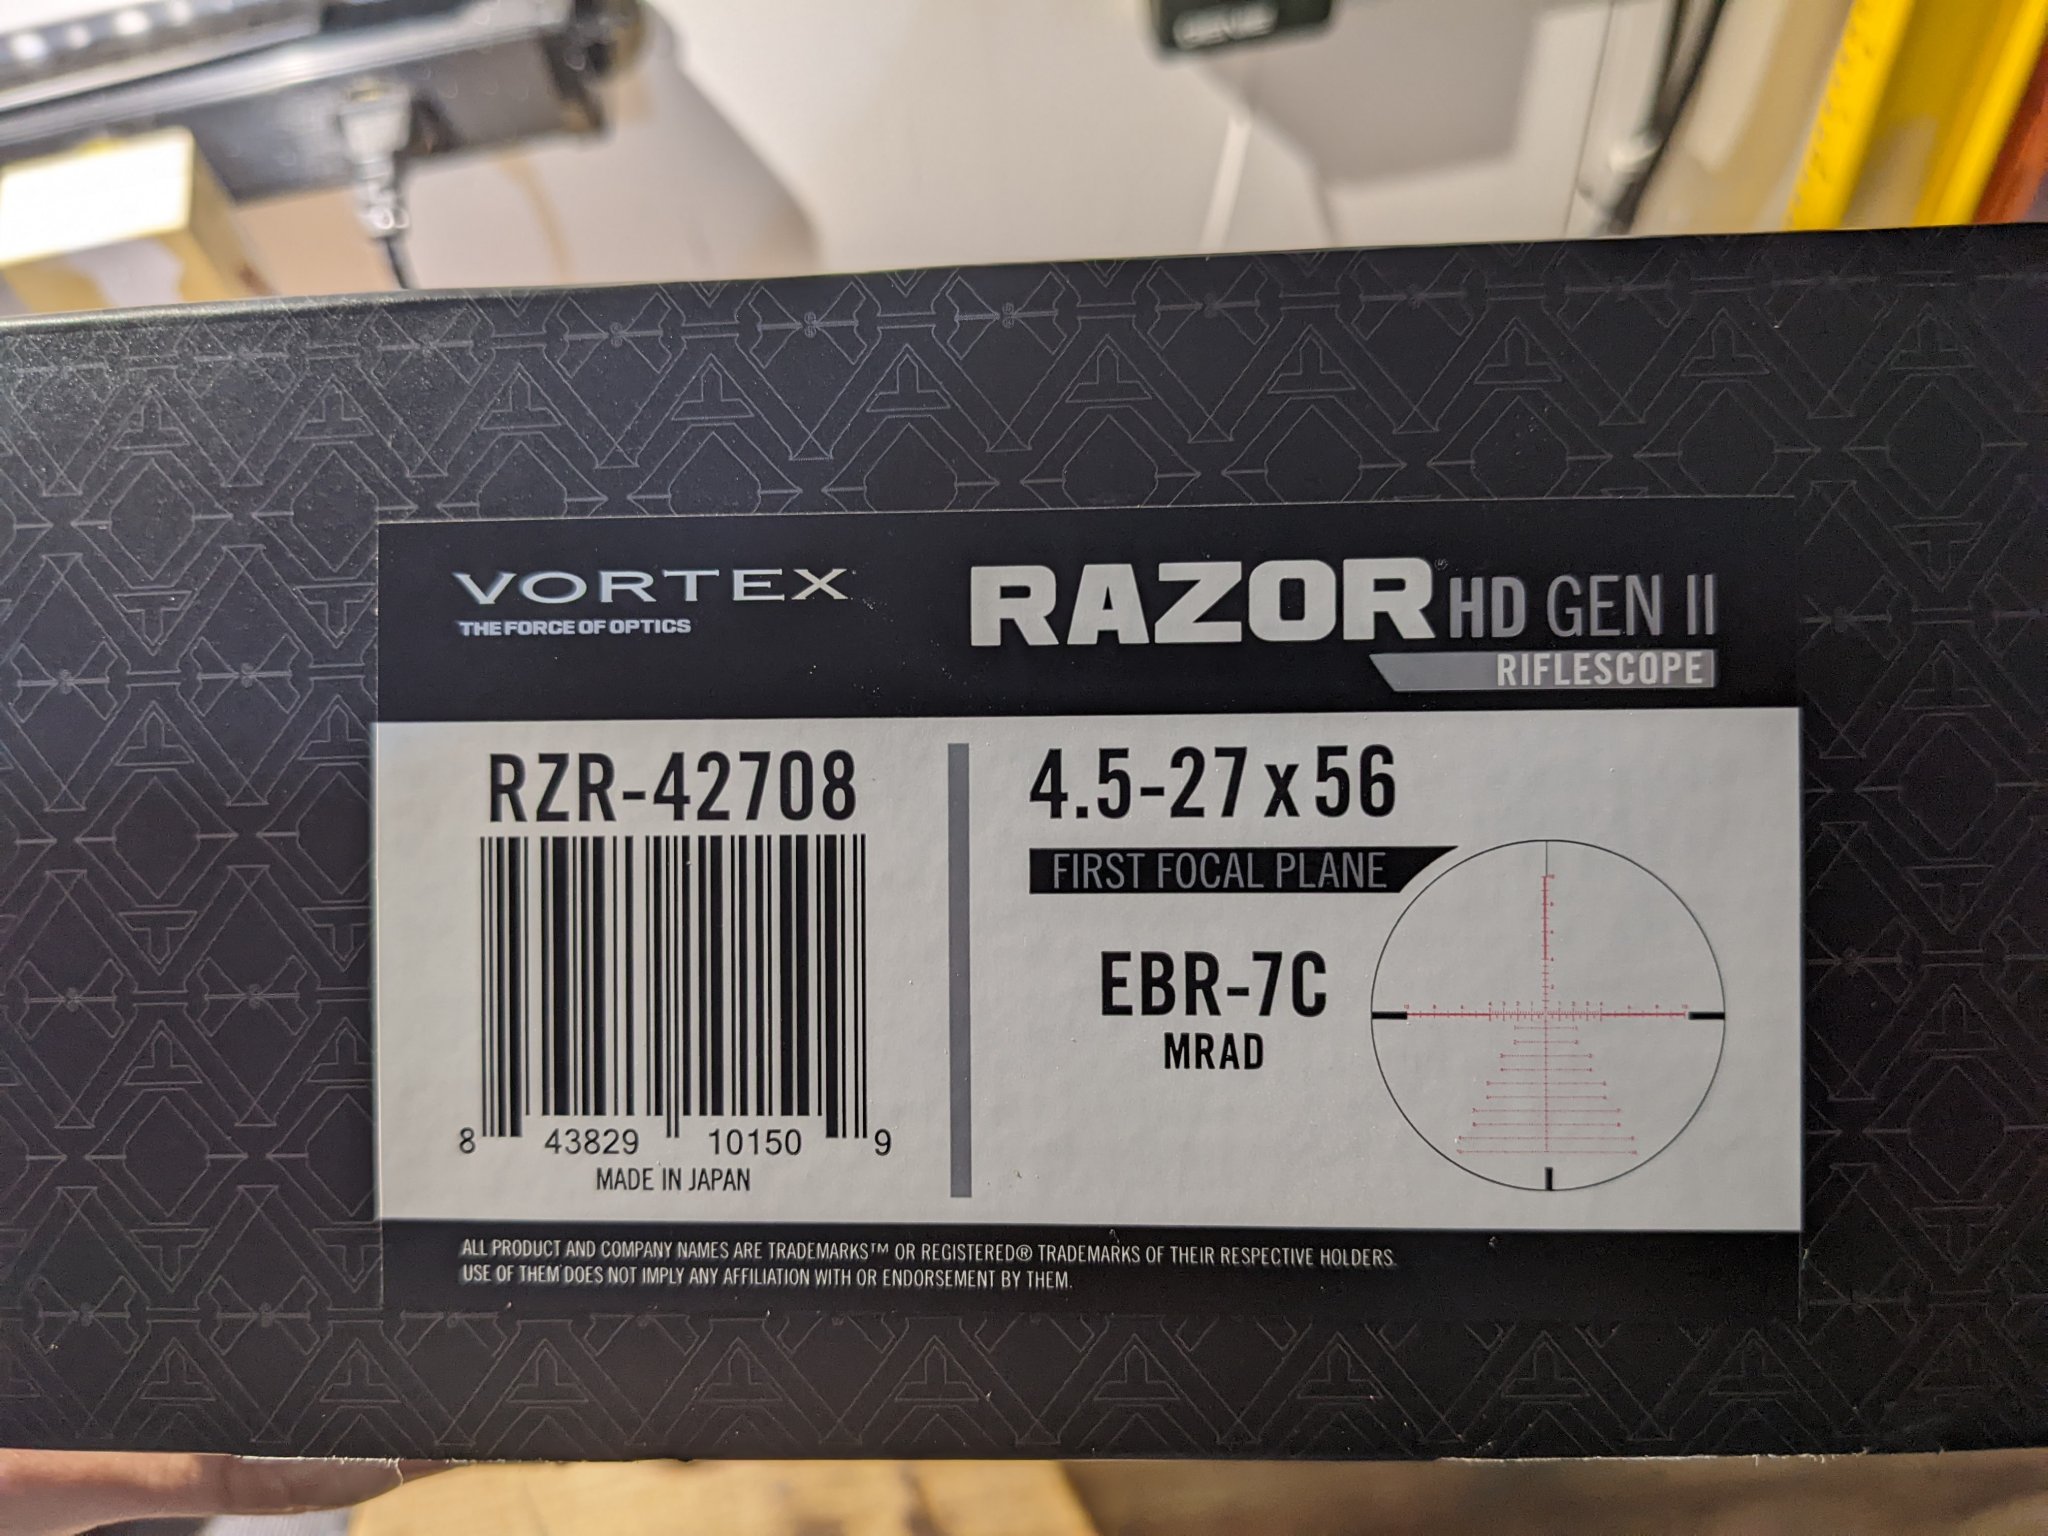 VORTEX
THE FORCE OF OPTICS
RAZOR® HD GEN II
RIFLESCOPE
RZR-42708
8 43829 10150 9
MADE IN JAPAN
4.5-27 x 56
FIRST FOCAL PLANE
EBR-7C
MRAD
ALL PRODUCT AND COMPANY NAMES ARE TRADEMARKS™ OR REGISTERED® TRADEMARKS OF THEIR RESPECTIVE HOLDERS.
USE OF THEM DOES NOT IMPLY ANY AFFILIATION WITH OR ENDORSEMENT BY THEM.